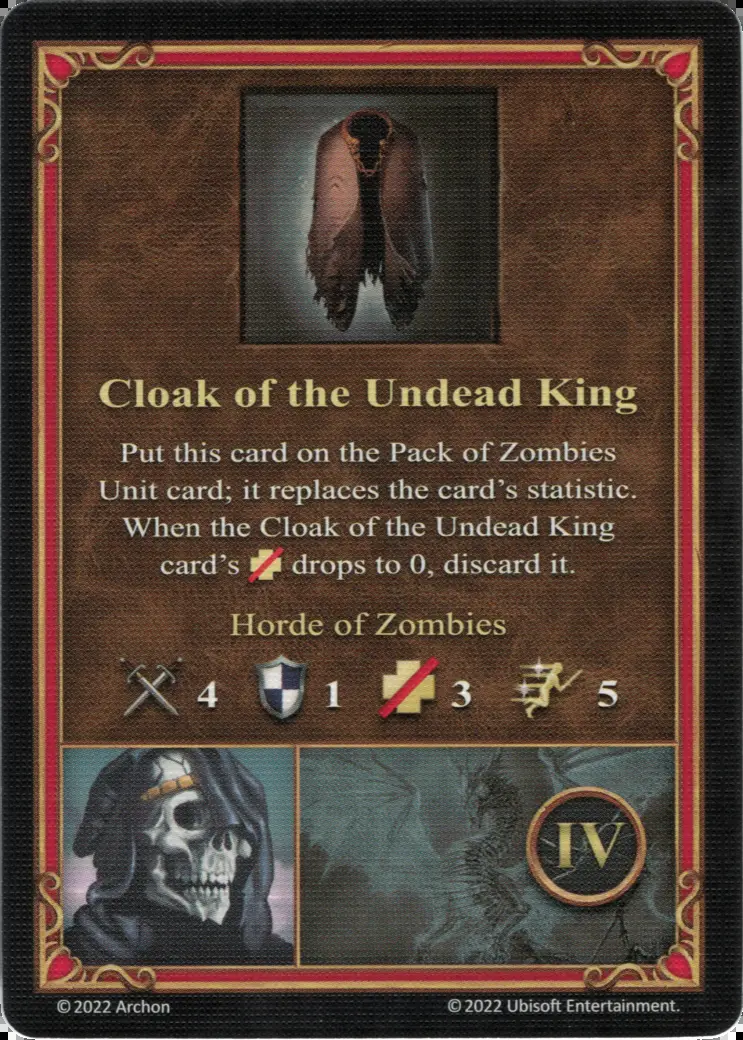 Cloak of the Undead King
Put this card on the Pack of Zombies
Unit card; it replaces the card's statistic.
When the Cloak of the Undead King
card's drops to 0, discard it.
Horde of Zombies
4 1 3 5
IV
© 2022 Archon
© 2022 Ubisoft Entertainment.